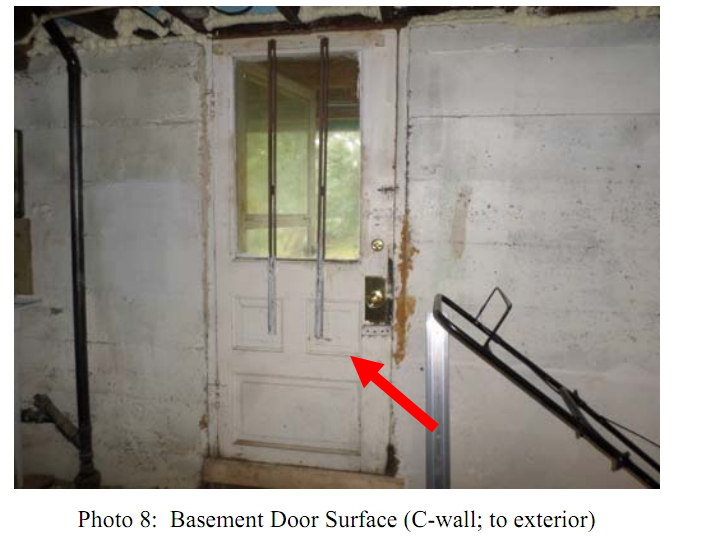 Photo 8:  Basement Door Surface (C-wall; to exterior)